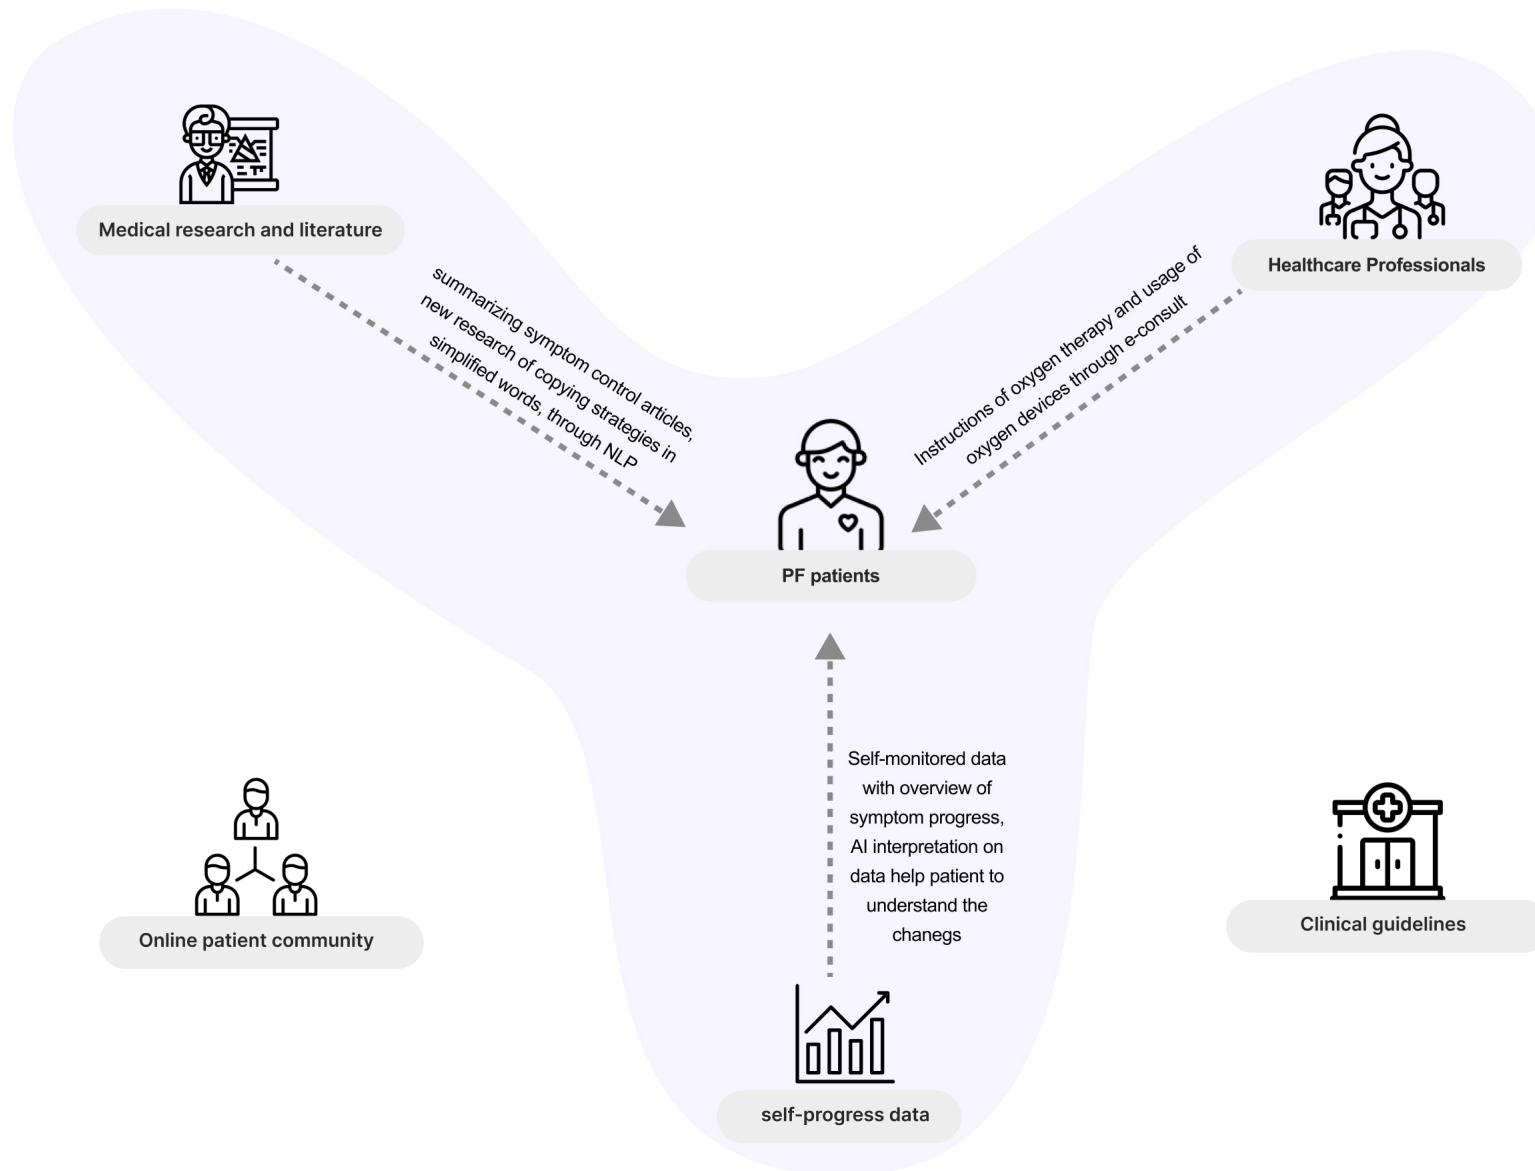 Medical research and literature
Healthcare Professionals
summarizing symptom control articles,
new research of copying strategies in
simplified words, through NLP
Instructions of oxygen therapy and usage of
oxygen devices through e-consult
PF patients
Self-monitored data
with overview of
symptom progress,
AI interpretation on
data help patient to
understand the
chanegs
Online patient community
Clinical guidelines
self-progress data